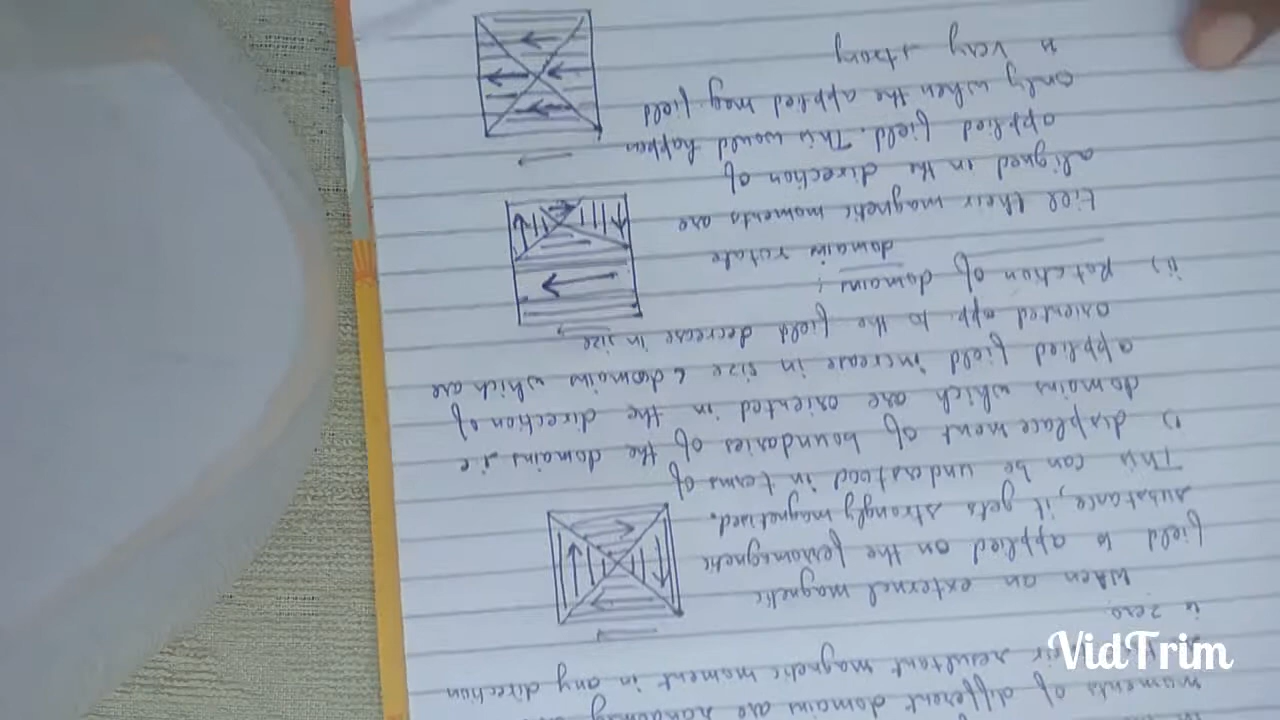 moments of different domains are
resultant magnetic moment in any direction
is zero.
When an external magnetic
field is applied on the ferromagnetic
substance, it gets strongly magnetised.
This can be understood in terms of
1) displacement of boundaries of the domains i.e
domains which are oriented in the direction of
applied field increase in size & domains which are
oriented opp. to the field decrease in size.
ii) Rotation of domains :
domains rotate
till their magnetic moments are
aligned in the direction of
applied field. This would happen
only when the applied mag field
is very strong
VidTrim